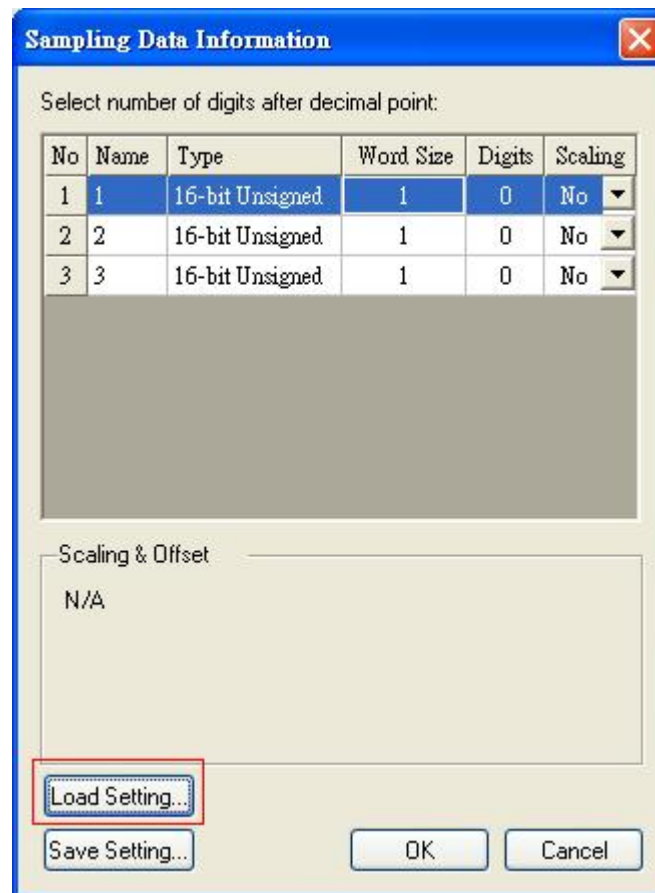 Sampling Data Information
Select number of digits after decimal point:
No Name Type Word Size Digits Scaling
1 1 16-bit Unsigned 1 0 No
2 2 16-bit Unsigned 1 0 No
3 3 16-bit Unsigned 1 0 No
Scaling & Offset
N/A
Load Setting...
Save Setting... OK Cancel